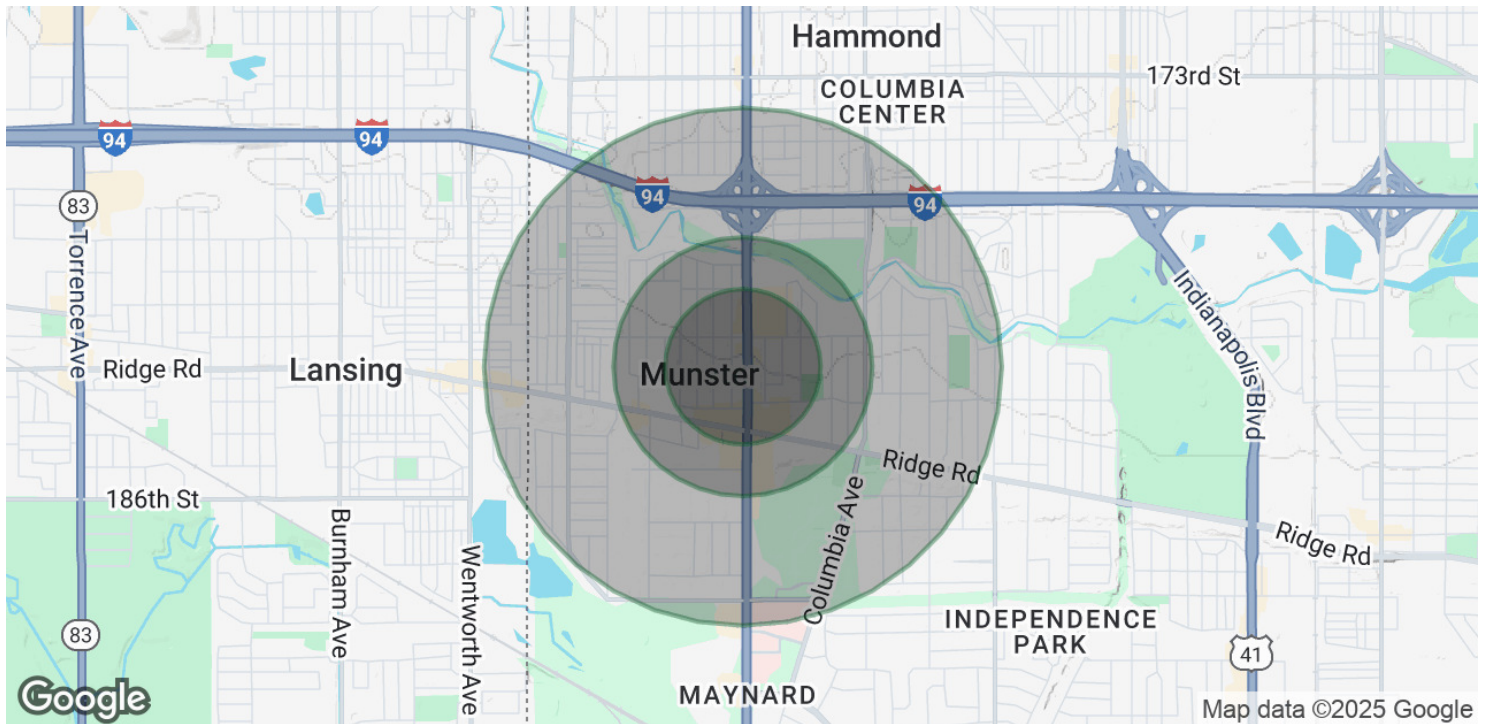 Hammond
173rd St
COLUMBIA
CENTER
94
94
94
94
83
Torrence Ave
Ridge Rd
Lansing
Munster
Indianapolis Blvd
Ridge Rd
186th St
Burnham Ave
Wentworth Ave
Columbia Ave
Ridge Rd
INDEPENDENCE
PARK
83
41
MAYNARD
Google
Map data ©2025 Google